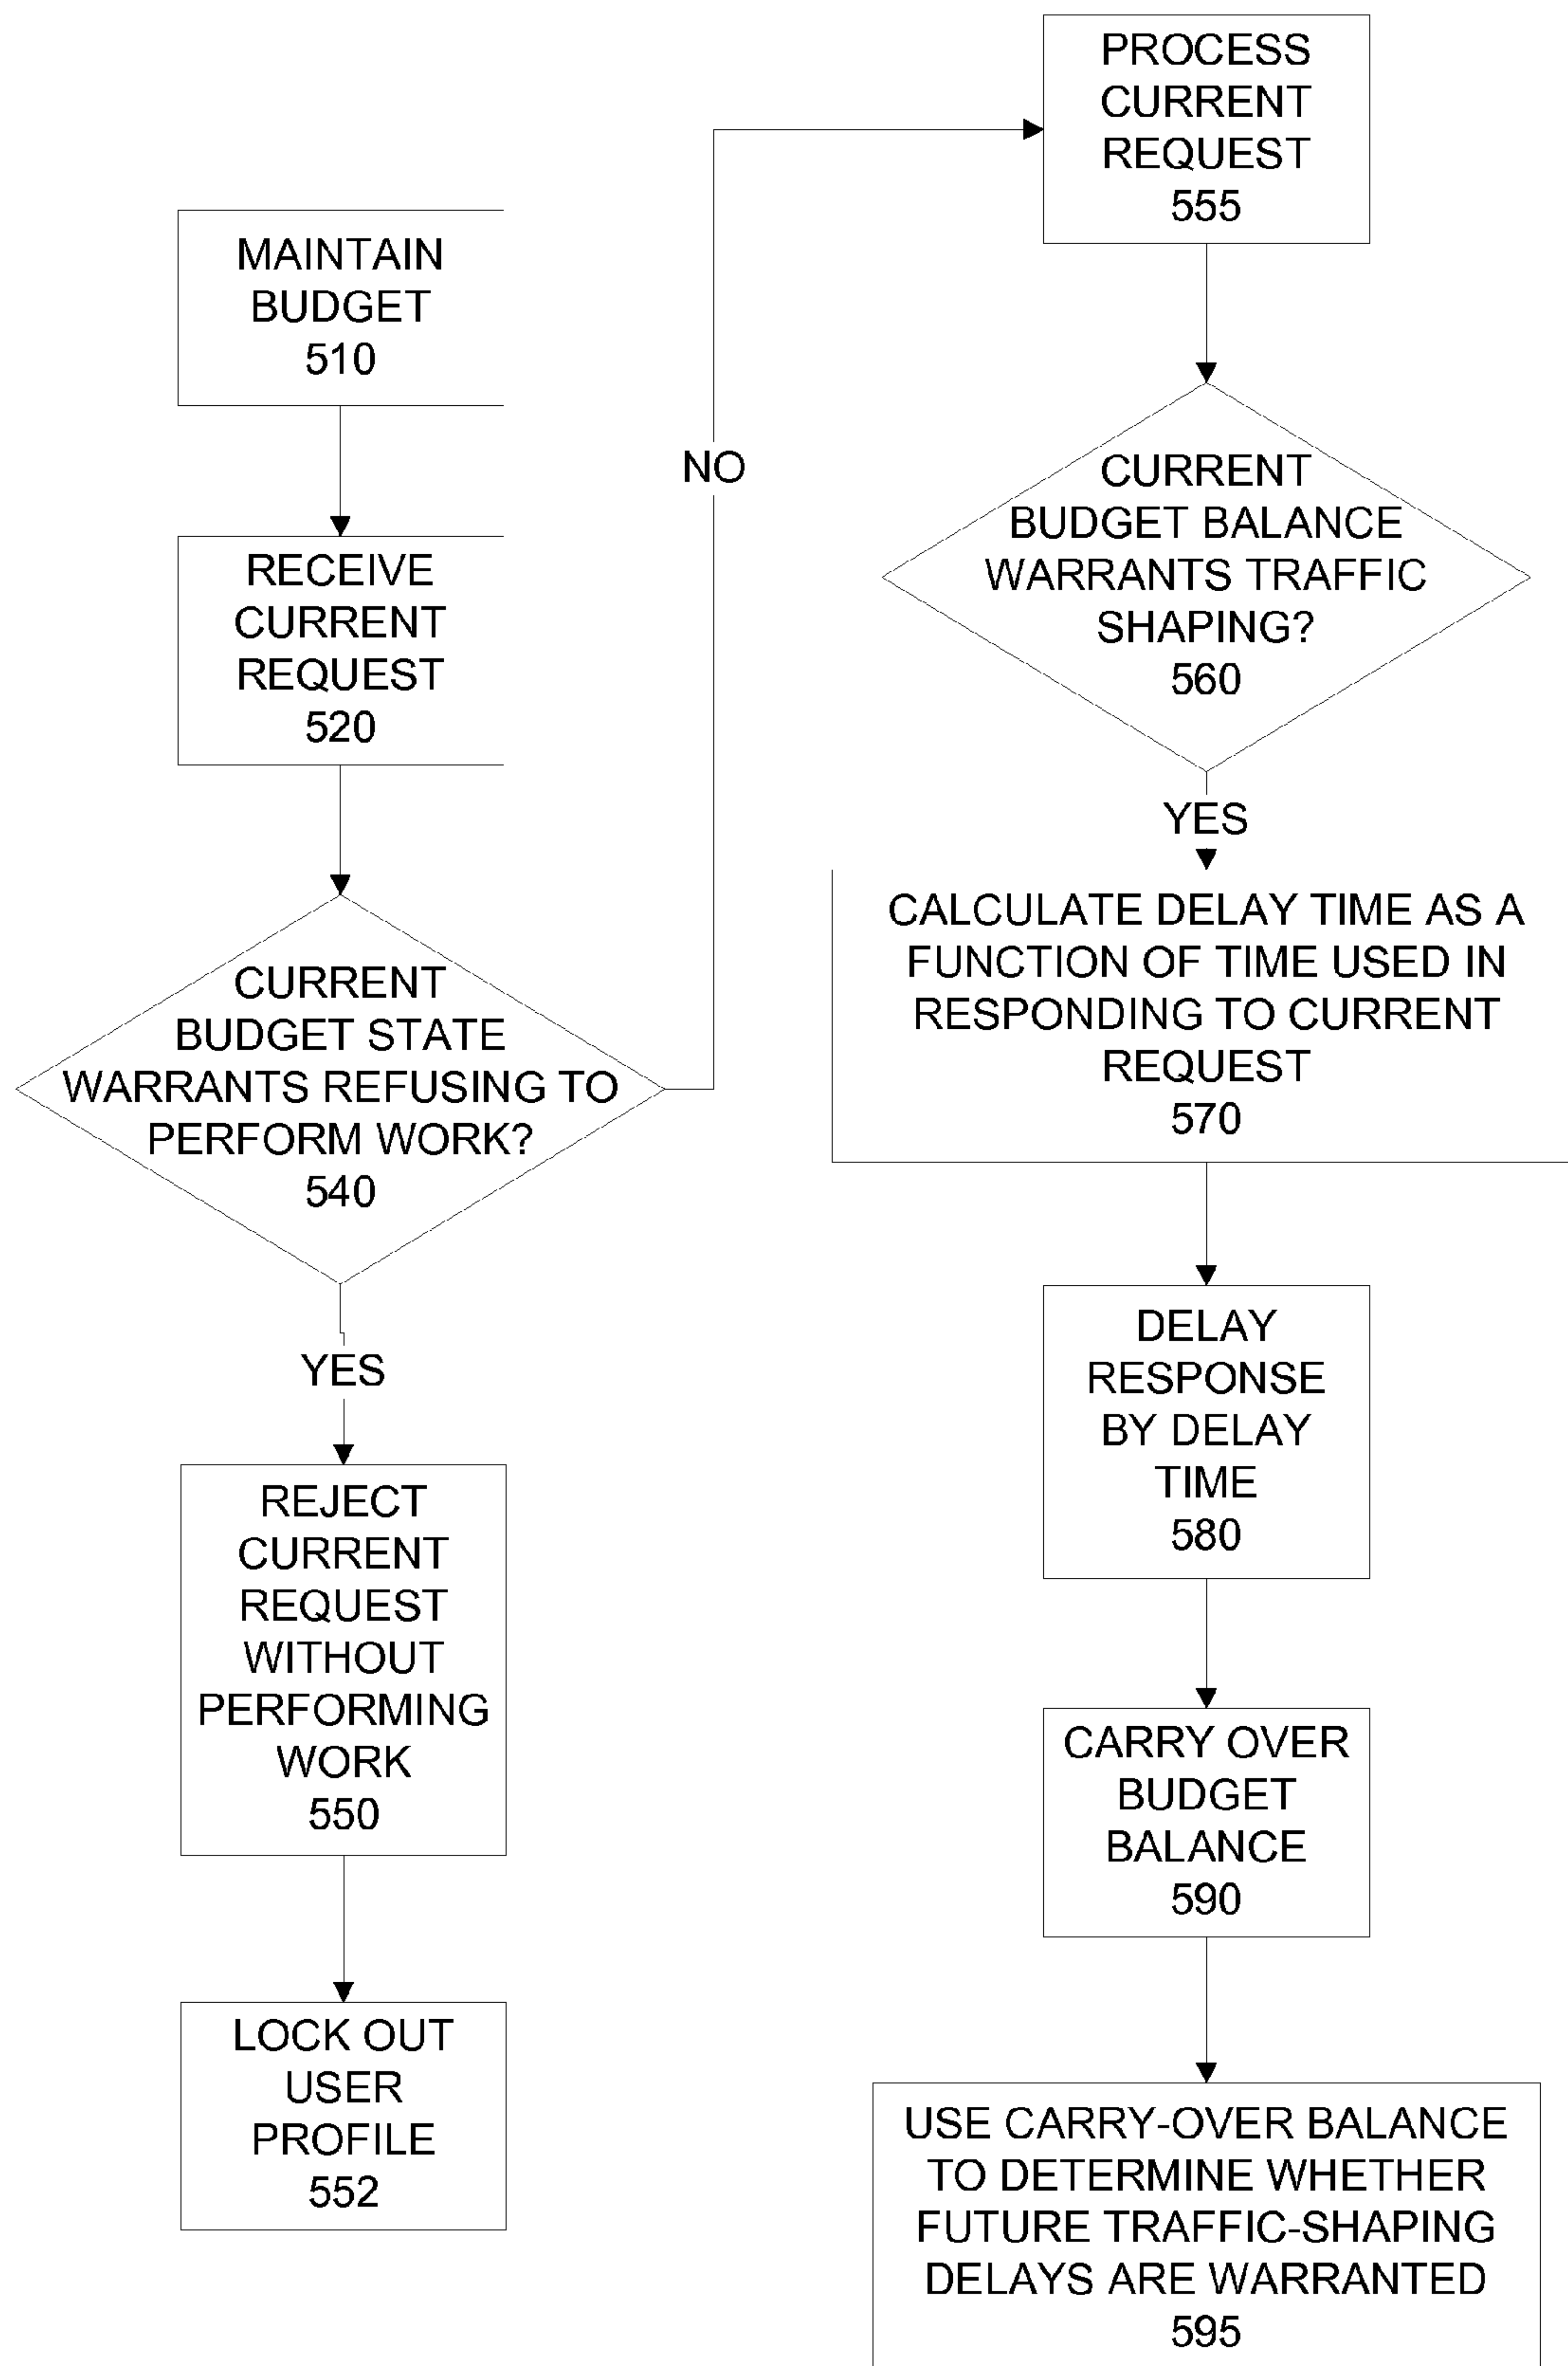 MAINTAIN
BUDGET
510
RECEIVE
CURRENT
REQUEST
520
CURRENT
BUDGET STATE
WARRANTS REFUSING TO
PERFORM WORK?
540
YES
REJECT
CURRENT
REQUEST
WITHOUT
PERFORMING
WORK
550
LOCK OUT
USER
PROFILE
552
NO
PROCESS
CURRENT
REQUEST
555
CURRENT
BUDGET BALANCE
WARRANTS TRAFFIC
SHAPING?
560
YES
CALCULATE DELAY TIME AS A
FUNCTION OF TIME USED IN
RESPONDING TO CURRENT
REQUEST
570
DELAY
RESPONSE
BY DELAY
TIME
580
CARRY OVER
BUDGET
BALANCE
590
USE CARRY-OVER BALANCE
TO DETERMINE WHETHER
FUTURE TRAFFIC-SHAPING
DELAYS ARE WARRANTED
595